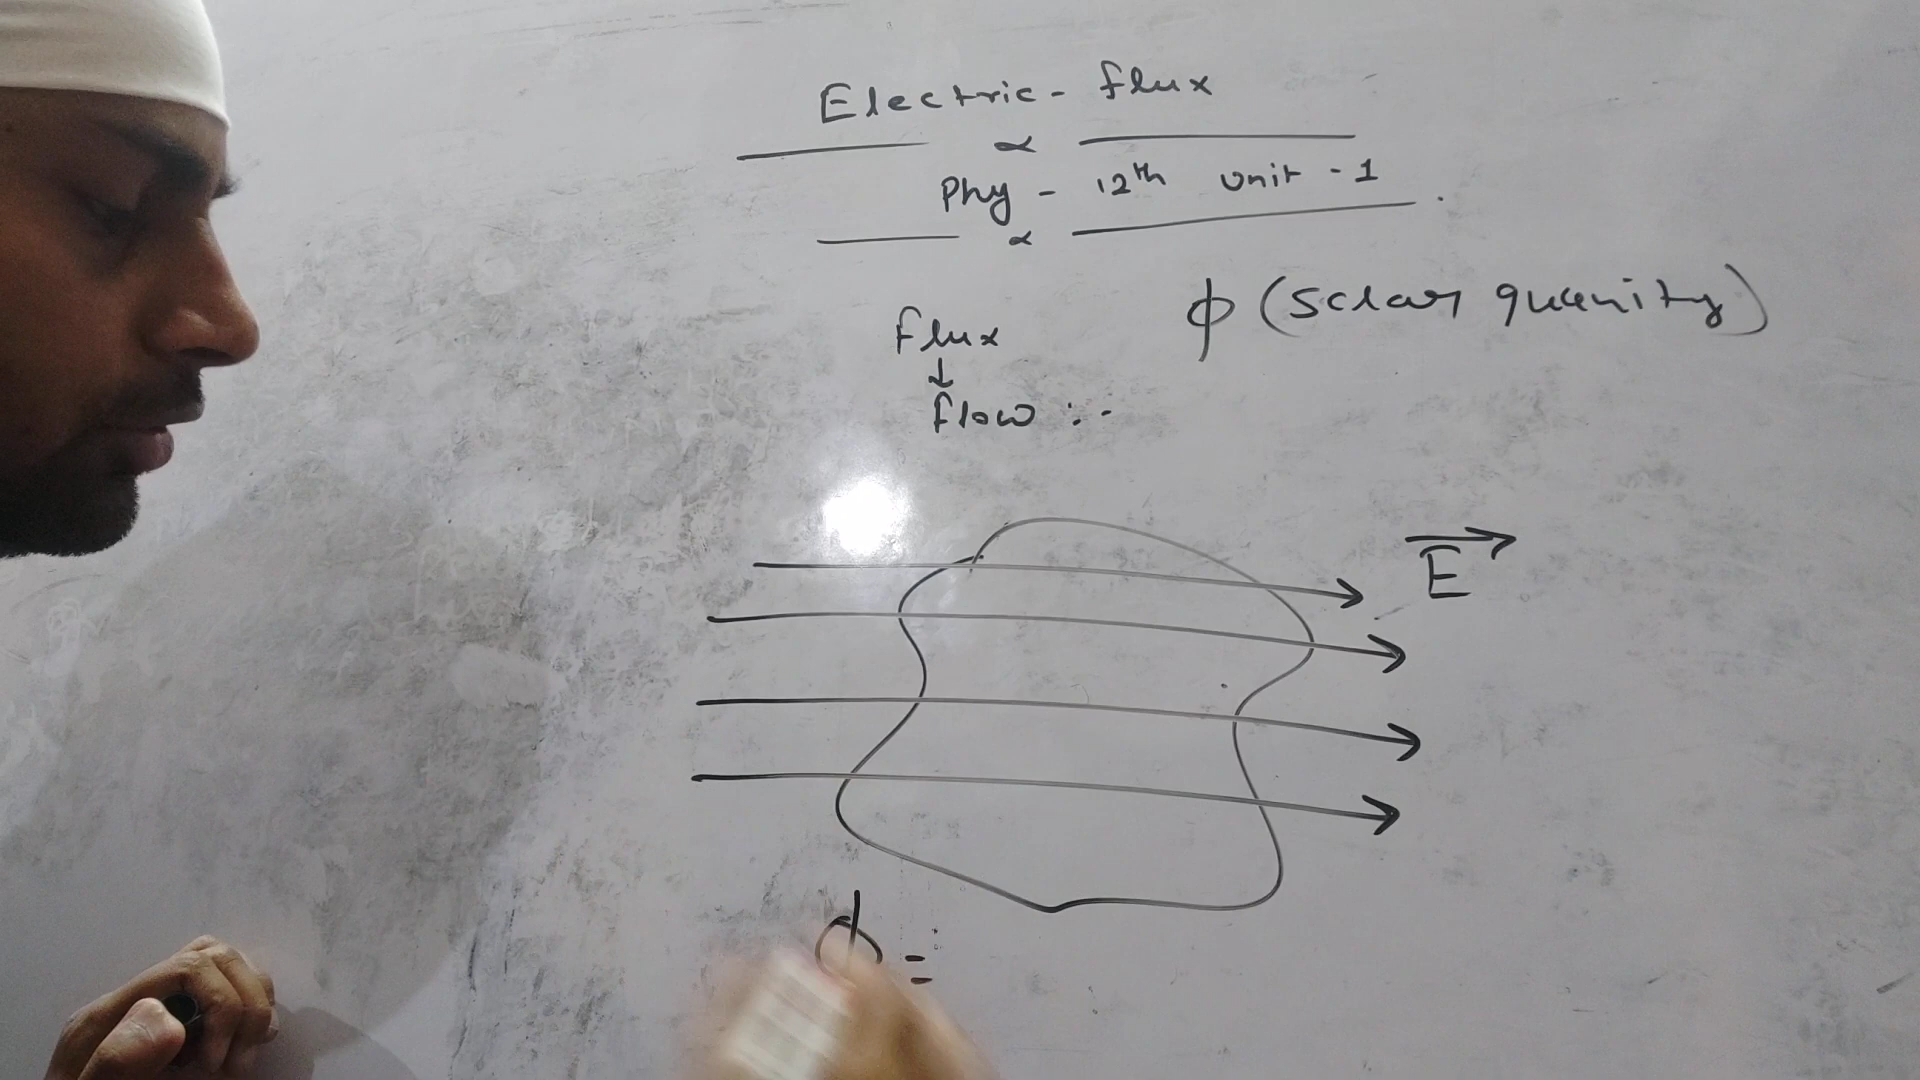 Electric - flux
Phy - 12th unit - 1
ϕ (sclar quanity)
flux
↓
flow :-
E
ϕ =